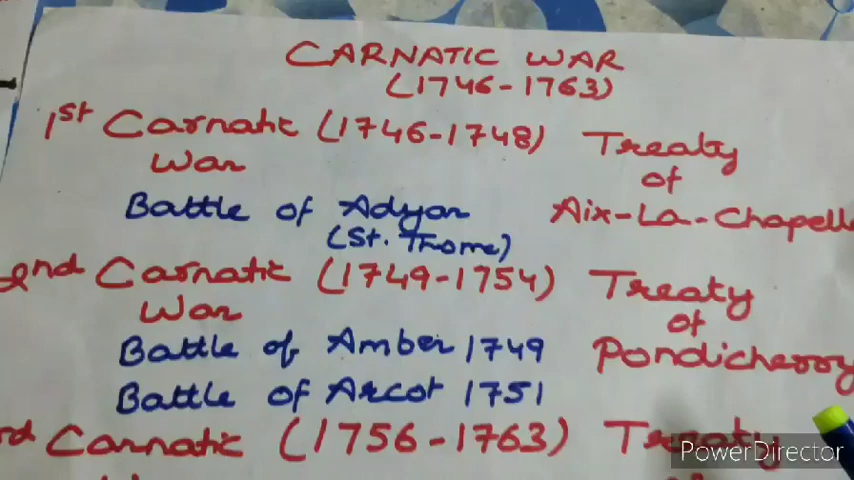 CARNATIC WAR
(1746-1763)
1st Carnatic (1746-1748) Treaty
War of
Battle of Adyar Aix-La-Chapelle
(St. Thome)
2nd Carnatic (1749-1754) Treaty
War of
Battle of Amber 1749 Pondicherry
Battle of Arcot 1751
rd Carnatic (1756-1763) Treaty
PowerDirector